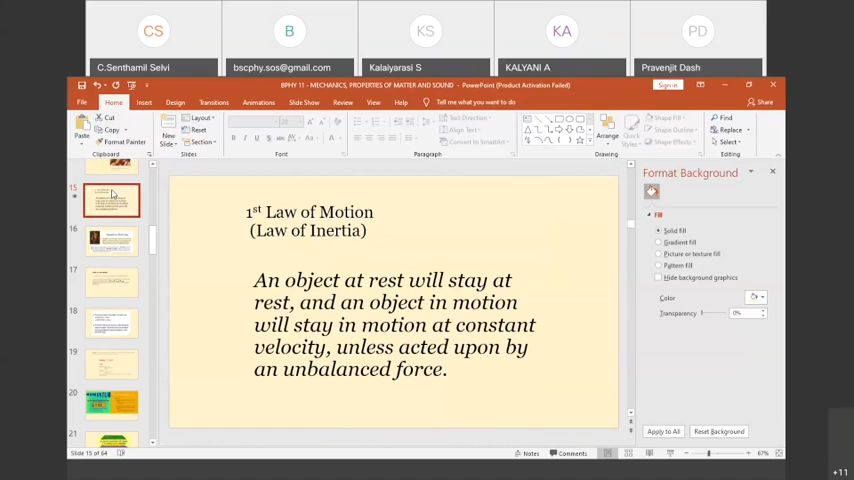 CS
B
KS
KA
PD
C.Senthamil Selvi
bscphy.sos@gmail.com
Kalaiyarasi S
KALYANI A
Pravenjit Dash
BPHY 11 - MECHANICS, PROPERTIES OF MATTER AND SOUND - PowerPoint (Product Activation Failed)
Sign in
File Home Insert Design Transitions Animations Slide Show Review View Help Tell me what you want to do Share
Paste
Cut
Copy
Format Painter
Clipboard
New
Slide
Layout
Reset
Section
Slides
Font
Text Direction
Align Text
Convert to SmartArt
Paragraph
Arrange
Quick
Styles
Shape Fill
Shape Outline
Shape Effects
Drawing
Find
Replace
Select
Editing
15
16
17
18
19
20
21
MOMENTUM
1st Law of Motion
(Law of Inertia)
An object at rest will stay at
rest, and an object in motion
will stay in motion at constant
velocity, unless acted upon by
an unbalanced force.
Format Background
Fill
Solid fill
Gradient fill
Picture or texture fill
Pattern fill
Hide background graphics
Color
Transparency 0%
Apply to All Reset Background
Slide 15 of 64 Notes Comments 67%
+11